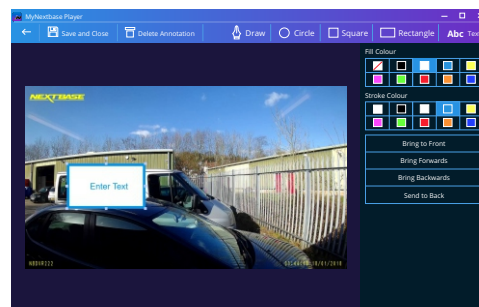 MyNextbase Player
Save and Close
Delete Annotation
Draw
Circle
Square
Rectangle
Abc
Fill Colour
Stroke Colour
NEXTBASE
Enter Text
Bring to Front
Bring Forwards
Bring Backwards
Send to Back